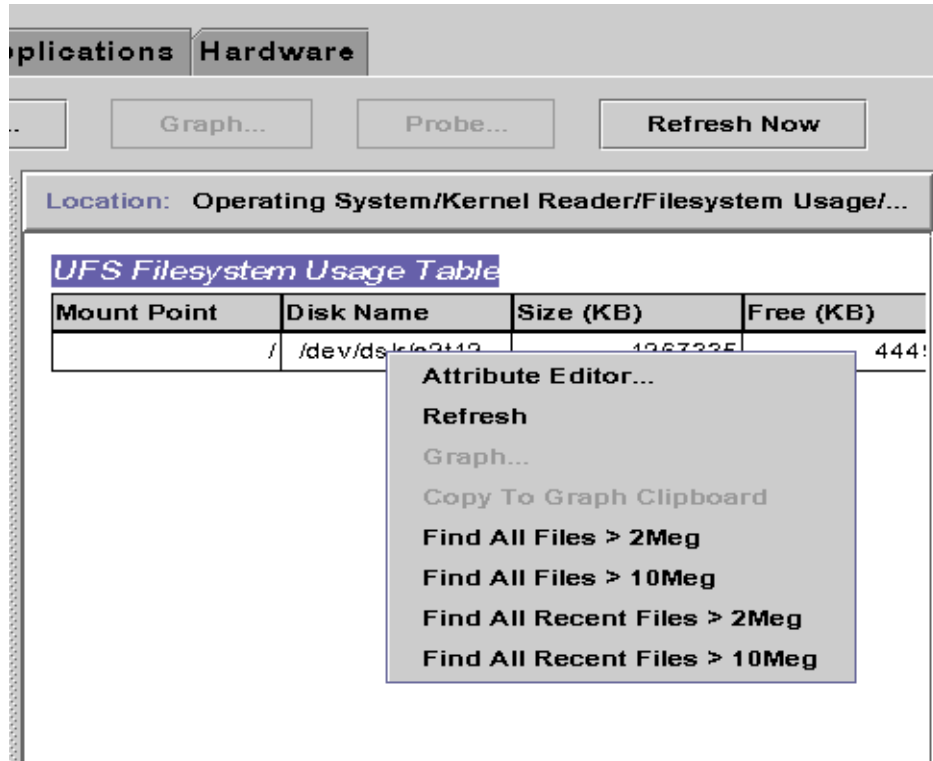 plications Hardware
.. Graph... Probe... Refresh Now
Location: Operating System/Kernel Reader/Filesystem Usage/...
UFS Filesystem Usage Table
Mount Point Disk Name Size (KB) Free (KB)
/
Attribute Editor...
Refresh
Graph...
Copy To Graph Clipboard
Find All Files > 2Meg
Find All Files > 10Meg
Find All Recent Files > 2Meg
Find All Recent Files > 10Meg